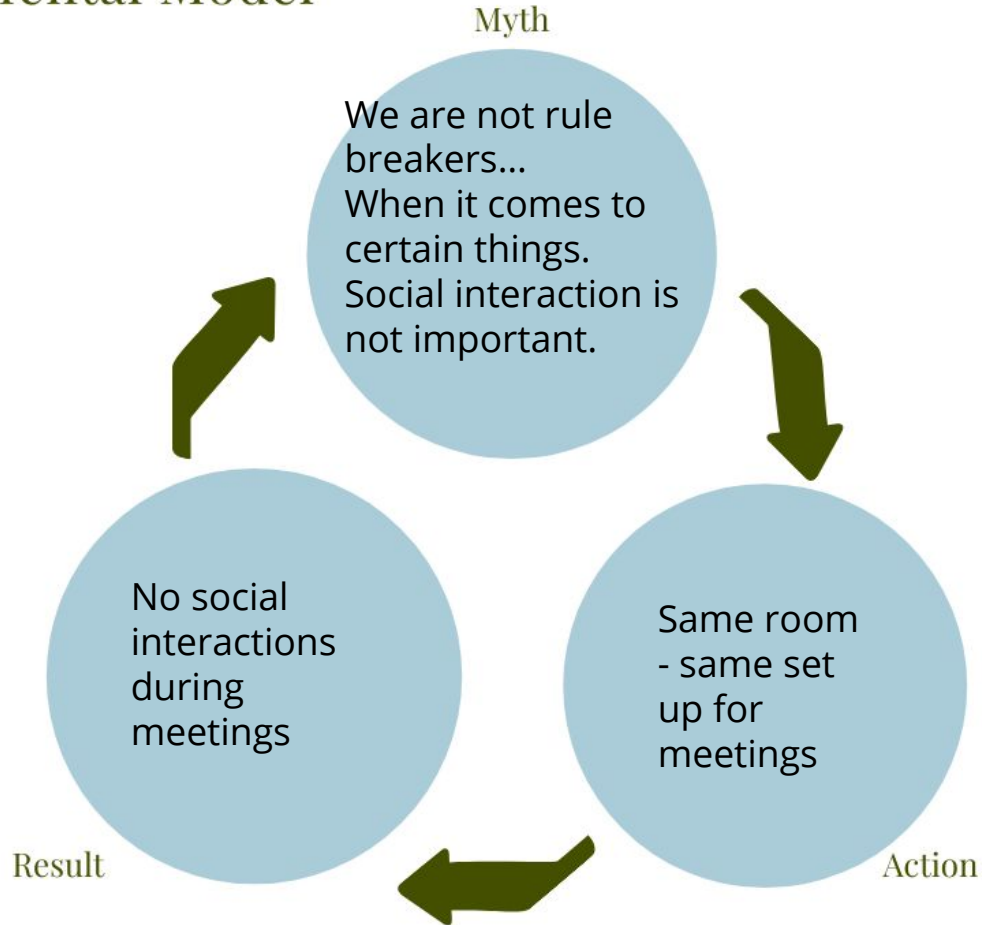 Model
Myth
We are not rule
breakers...
When it comes to
certain things.
Social interaction is
not important.
No social
interactions
during
meetings
Same room
- same set
up for
meetings
Result
Action